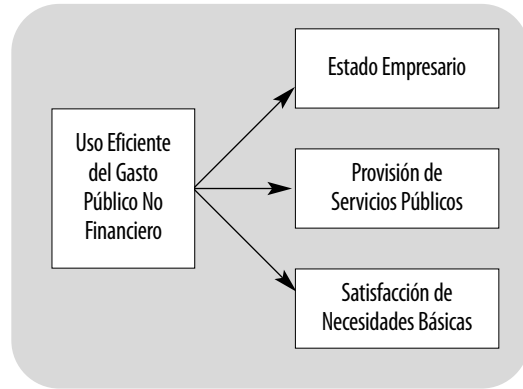 Uso Eficiente
del Gasto
Público No
Financiero
Estado Empresario
Provisión de
Servicios Públicos
Satisfacción de
Necesidades Básicas